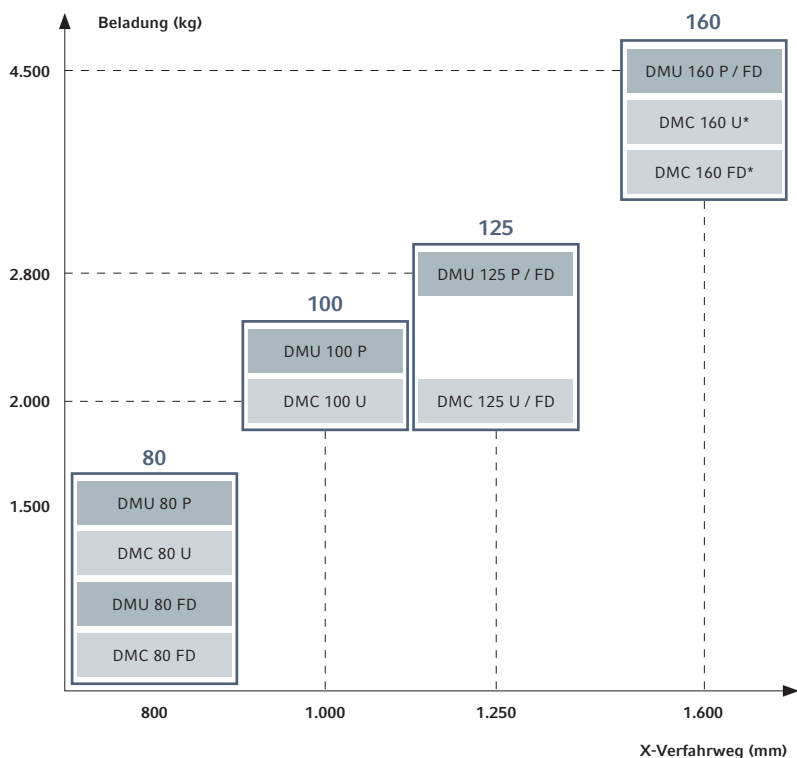 Beladung (kg)
160
4.500
DMU 160 P / FD
DMC 160 U*
DMC 160 FD*
125
2.800
DMU 125 P / FD
100
DMU 100 P
2.000
DMC 100 U
DMC 125 U / FD
80
1.500
DMU 80 P
DMC 80 U
DMU 80 FD
DMC 80 FD
800
1.000
1.250
1.600
X-Verfahrweg (mm)